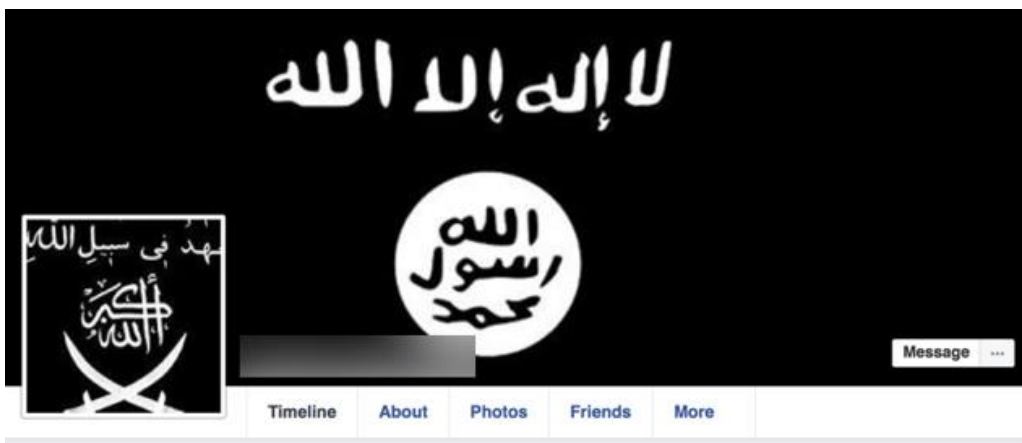 لا إله إلا الله
الله
رسول
محمد
في سبيل الله
الله أكبر
Message ...
Timeline About Photos Friends More